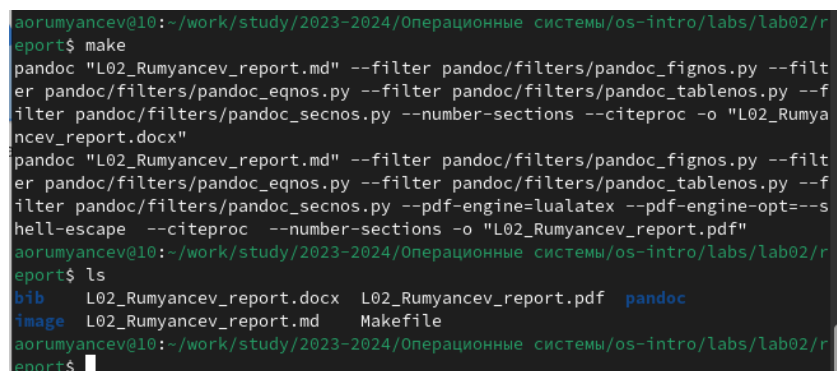 aorumyancev@10:~/work/study/2023-2024/Операционные системы/os-intro/labs/lab02/r
eport$ make
pandoc "L02_Rumyancev_report.md" --filter pandoc/filters/pandoc_fignos.py --filt
er pandoc/filters/pandoc_eqnos.py --filter pandoc/filters/pandoc_tablenos.py --f
ilter pandoc/filters/pandoc_secnos.py --number-sections --citeproc -o "L02_Rumya
ncev_report.docx"
pandoc "L02_Rumyancev_report.md" --filter pandoc/filters/pandoc_fignos.py --filt
er pandoc/filters/pandoc_eqnos.py --filter pandoc/filters/pandoc_tablenos.py --f
ilter pandoc/filters/pandoc_secnos.py --pdf-engine=lualatex --pdf-engine-opt=--s
hell-escape  --citeproc  --number-sections -o "L02_Rumyancev_report.pdf"
aorumyancev@10:~/work/study/2023-2024/Операционные системы/os-intro/labs/lab02/r
eport$ ls
bib    L02_Rumyancev_report.docx  L02_Rumyancev_report.pdf  pandoc
image  L02_Rumyancev_report.md    Makefile
aorumyancev@10:~/work/study/2023-2024/Операционные системы/os-intro/labs/lab02/r
eport$